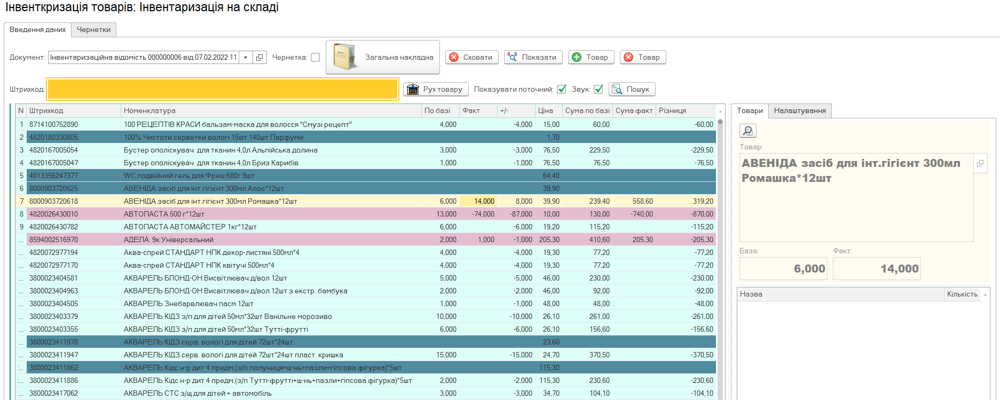 Інвенткризація товарів: Інвентаризація на складі
Введення даних Чернетки
Документ: Інвентаризаційна відомість 000000006 від 07.02.2022 11 Чернетка: Загальна накладна Сховати Показати Товар Товар
Штрихкод: Рух товару Показувати поточний: Звук: Пошук
N Штрихкод Номенклатура По базі Факт +/- Ціна Сума по базі Сума факт Різниця
1 8714100752890 100 РЕЦЕПТІВ КРАСИ бальзам-маска для волосся "Смузі рецепт" 4,000 -4,000 15,00 60,00 -60,00
2 4820180330805 100% Чистоти серветки вологі 15шт 140шт Парфуми 1,70
3 4820167005054 Бустер ополіскувач для тканин 4,0л Альпійська долина 3,000 -3,000 76,50 229,50 -229,50
4 4820167005047 Бустер ополіскувач для тканин 4,0л Бриз Карибів 1,000 -1,000 76,50 76,50 -76,50
5 4013356247377 WC подвійний гель для Фреш 680г 9шт 64,40
6 8000903720625 АВЕНІДА засіб для інт.гігієнт 300мл Алоє*12шт 39,90
7 8000903720618 АВЕНІДА засіб для інт.гігієнт 300мл Ромашка*12шт 6,000 14,000 8,000 39,90 239,40 558,60 319,20
8 4820026430010 АВТОПАСТА 500 г*12шт 13,000 -74,000 -87,000 10,00 130,00 -740,00 -870,00
9 4820026430782 АВТОПАСТА АВТОМАЙСТЕР 1кг*12шт 6,000 -6,000 19,20 115,20 -115,20
... 8594002516970 АДЕЛА 9к Універсальний 2,000 1,000 -1,000 205,30 410,60 205,30 -205,30
... 4820072977194 Аква-спрей СТАНДАРТ НПК декор-листяні 500мл*4 4,000 -4,000 19,30 77,20 -77,20
... 4820072977170 Аква-спрей СТАНДАРТ НПК квітучі 500мл*4 4,000 -4,000 19,30 77,20 -77,20
... 3800023404581 АКВАРЕЛЬ БЛОНД-ОН Висвітлювач д/вол 12шт 5,000 -5,000 46,00 230,00 -230,00
... 3800023404963 АКВАРЕЛЬ БЛОНД-ОН Висвітлювач д/вол 12шт з екстр. бамбука 2,000 -2,000 46,00 92,00 -92,00
... 3800023404505 АКВАРЕЛЬ Знебарвлювач пасм 12шт 1,000 -1,000 48,00 48,00 -48,00
... 3800023403379 АКВАРЕЛЬ КІДЗ з/п для дітей 50мл*32шт Ванільне морозиво 10,000 -10,000 26,10 261,00 -261,00
... 3800023403355 АКВАРЕЛЬ КІДЗ з/п для дітей 50мл*32шт Тутті-фрутті 6,000 -6,000 26,10 156,60 -156,60
... 3800023411978 АКВАРЕЛЬ КІДЗ серв. вологі для дітей 72шт*24шт 23,60
... 3800023411947 АКВАРЕЛЬ КІДЗ серв. вологі для дітей 72шт*24шт пласт. кришка 15,000 -15,000 24,70 370,50 -370,50
... 3800023411862 АКВАРЕЛЬ Кідс н-р дит 4 предм.(з/п полуниця+ш-нь+пазли+гіпсова фігурка)*5шт 115,30
... 3800023411886 АКВАРЕЛЬ Кідс н-р дит 4 предм.(з/п Тутті-фрутті+ш-нь+пазли+гіпсова фігурка)*5шт 2,000 -2,000 115,30 230,60 -230,60
... 3800023417062 АКВАРЕЛЬ СТС з/щ для дітей + автомобіль 3,000 -3,000 34,70 104,10 -104,10
Товари Налаштування
Товар:
АВЕНІДА засіб для інт.гігієнт 300мл
Ромашка*12шт
База: Факт:
6,000 14,000
Назва Кількість